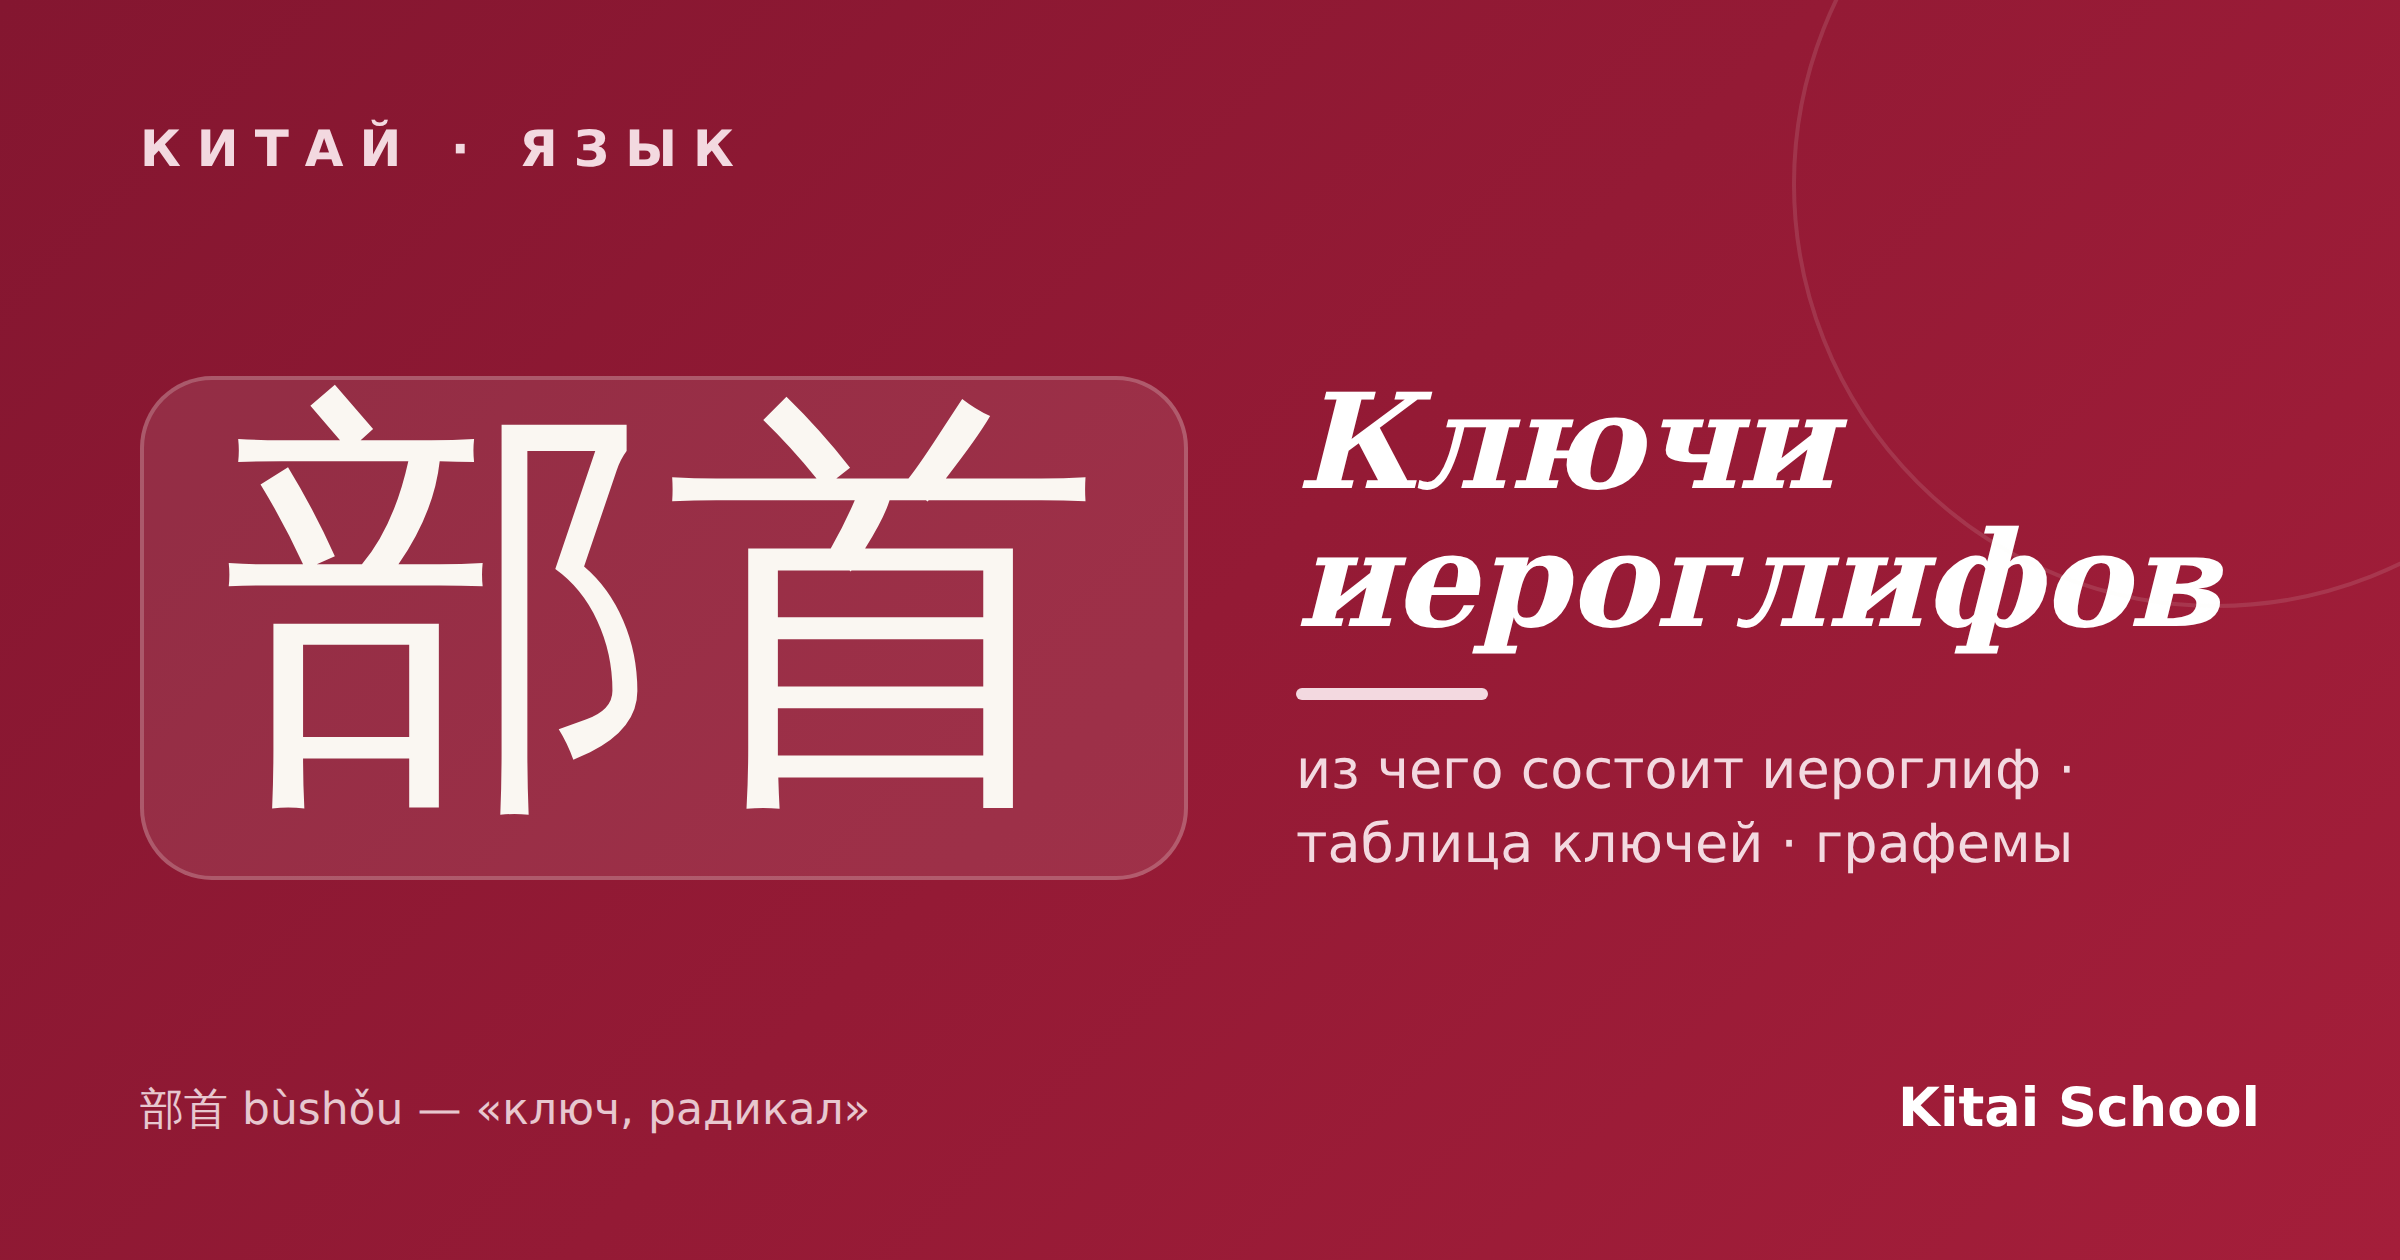 КИТАЙ · ЯЗЫК
部首
Ключи
иероглифов
из чего состоит иероглиф ·
таблица ключей · графемы
部首 bùshǒu — «ключ, радикал»
Kitai School